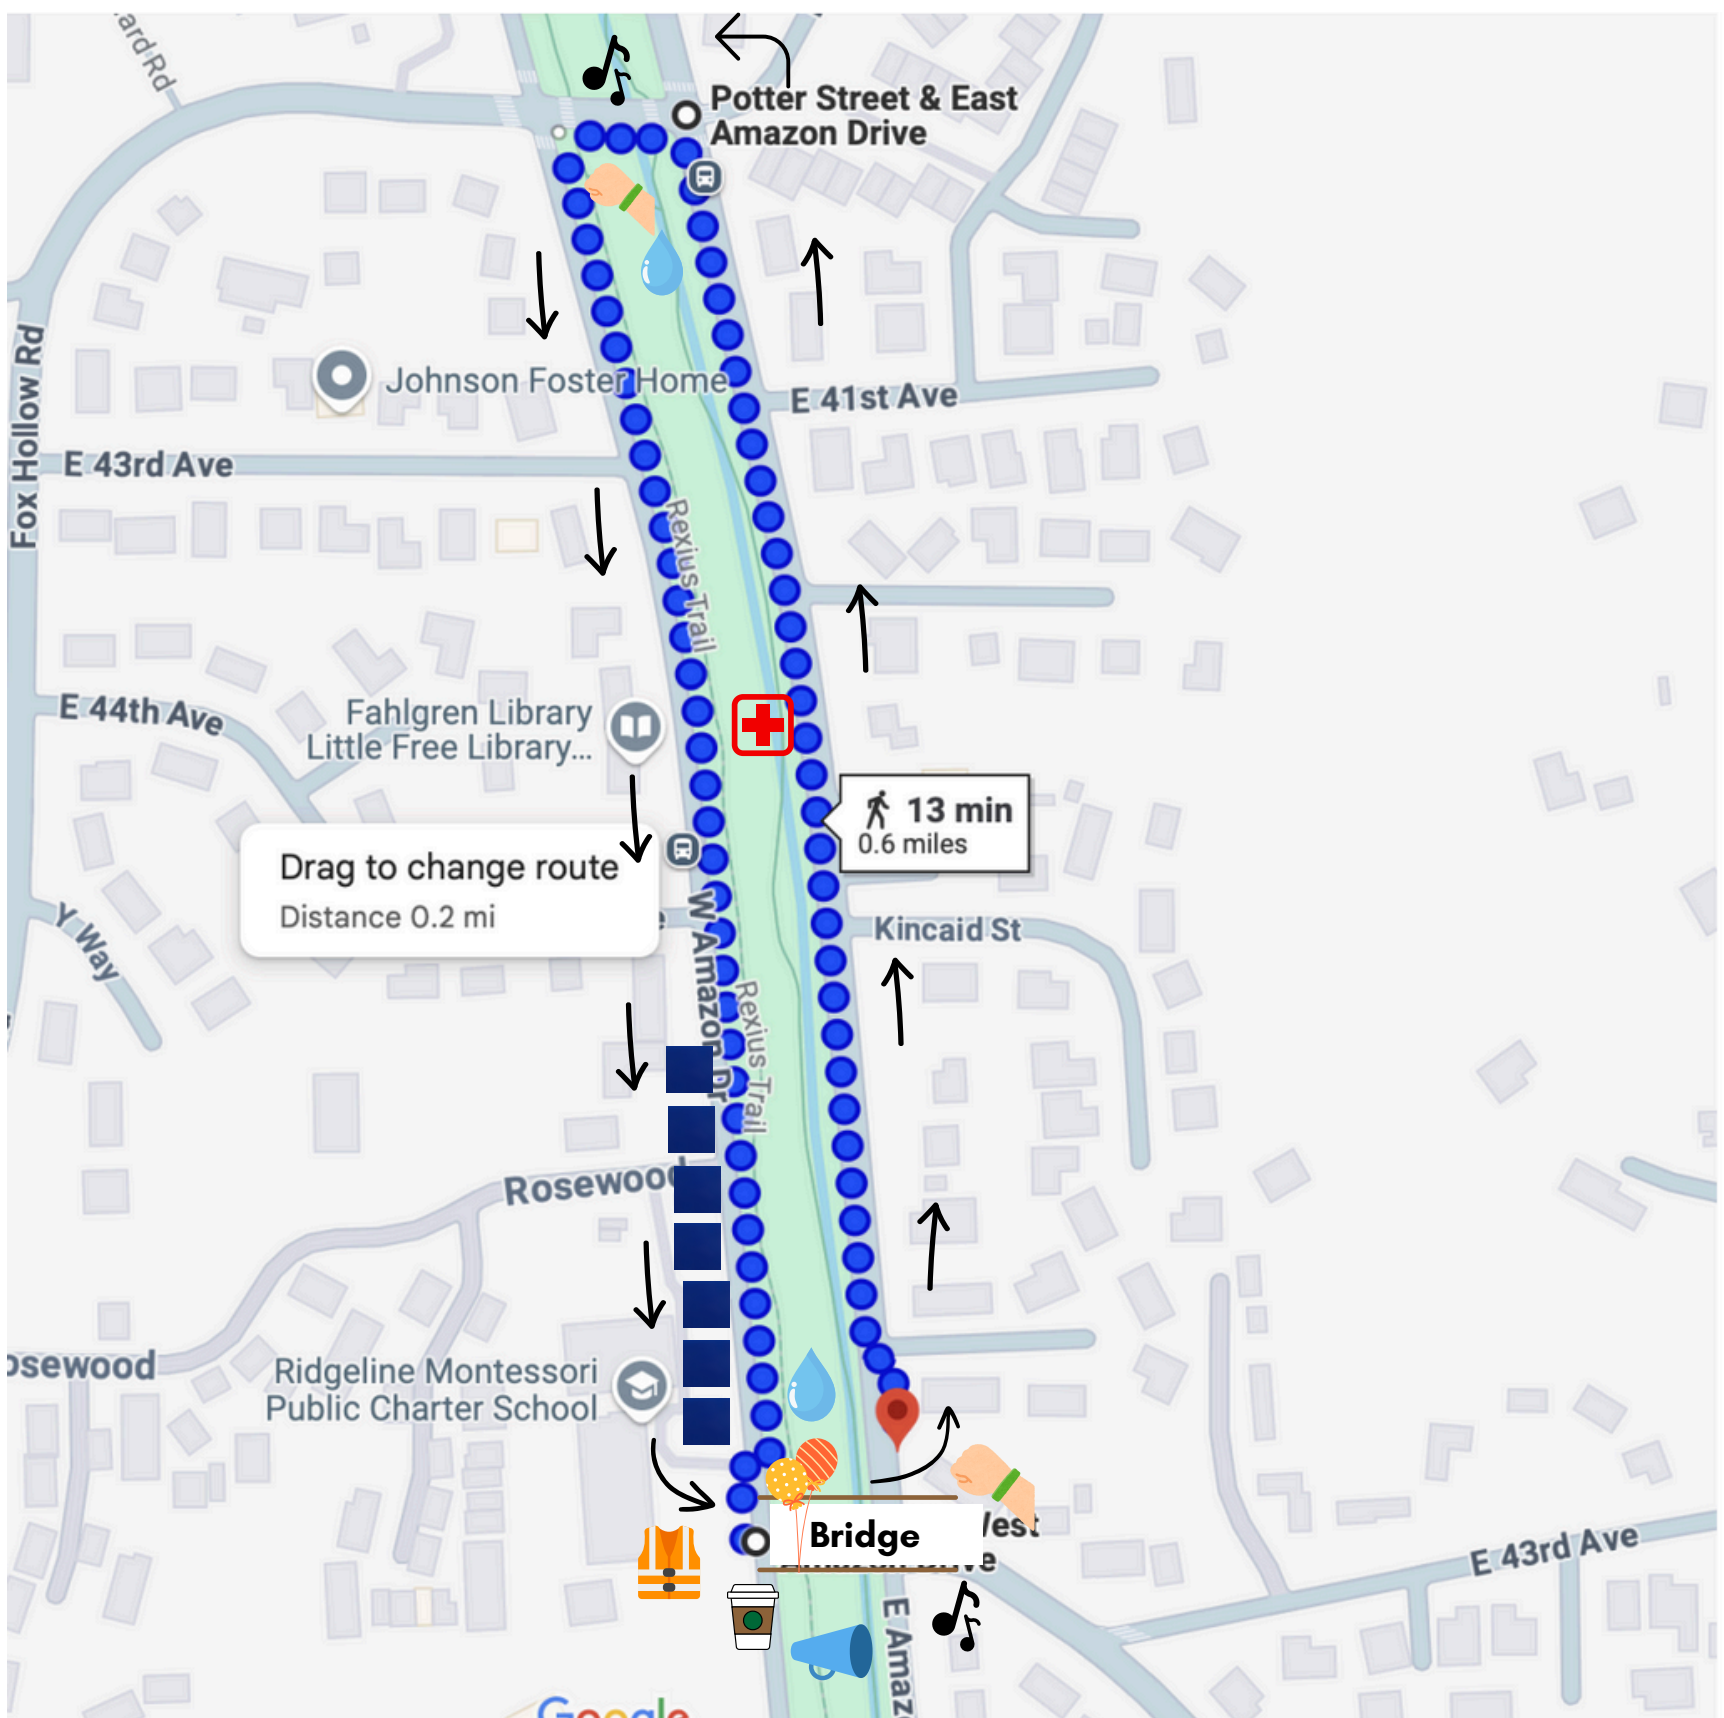 ard Rd
Potter Street & East
Amazon Drive
Fox Hollow Rd
Johnson Foster Home
E 41st Ave
E 43rd Ave
Rexius Trail
E 44th Ave
Fahlgren Library
Little Free Library...
13 min
0.6 miles
Drag to change route
Distance 0.2 mi
Y Way
W Amazon Dr
Kincaid St
Rexius Trail
Rosewood
osewood
Ridgeline Montessori
Public Charter School
Bridge
West
E 43rd Ave
E Amaz
Google